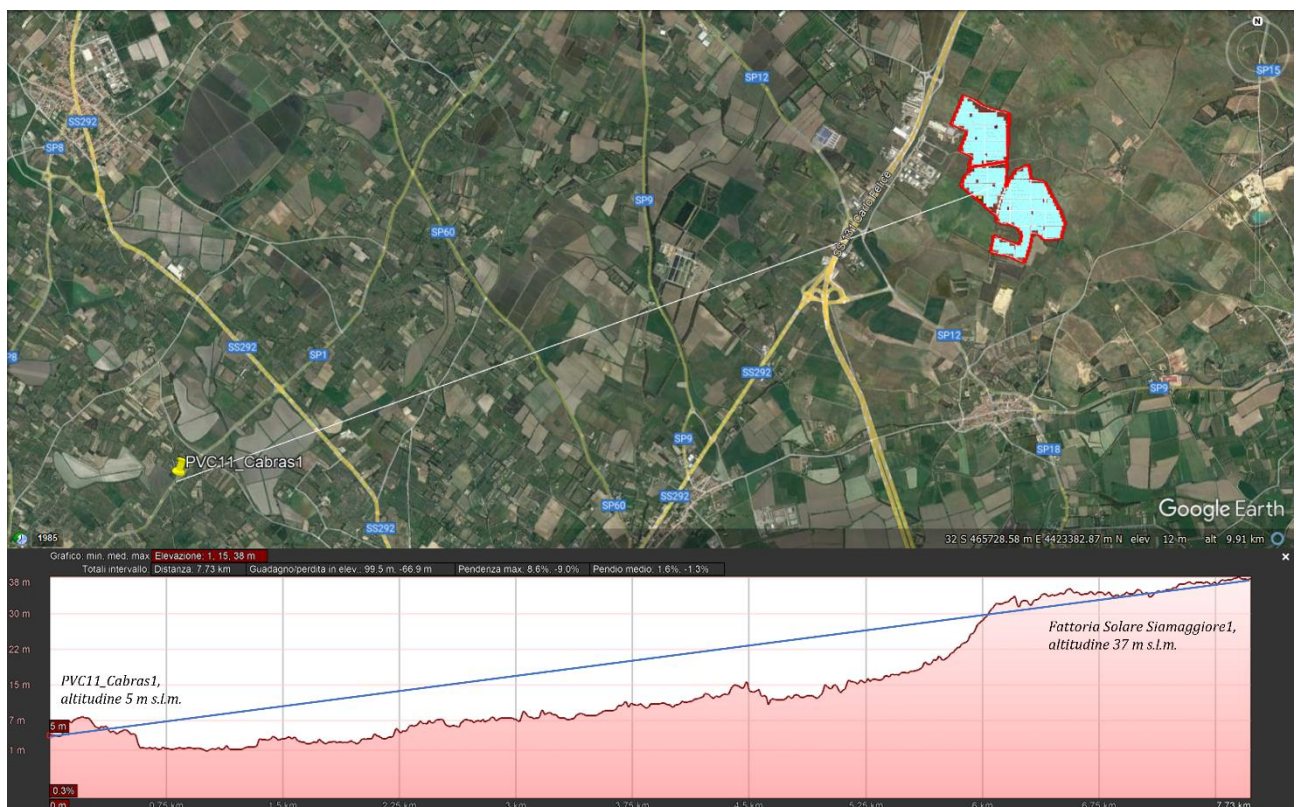 N
SP12
SP15
SS292
SP8
SP9
SS 131 Carlo Felice
SP60
SP9
SP12
SS292
SP1
SP8
SS292
SP9
PVC11_Cabras1
SP9
SP18
SS292
SP60
SS292
Google Earth
1985
32 S 465728.58 m E 4423382.87 m N elev 12 m alt 9.91 km
Grafico: min. med. max Elevazione: 1, 15, 38 m
Totali intervallo: Distanza: 7.73 km Guadagno/perdita in elev.: 99.5 m, -66.9 m Pendenza max: 8.6%, -9.0% Pendio medio: 1.6%, -1.3%
38 m
30 m
22 m
15 m
7 m
5 m
1 m
PVC11_Cabras1,
altitudine 5 m s.l.m.
Fattoria Solare Siamaggiore1,
altitudine 37 m s.l.m.
0.3%
0 m 0.75 km 1.5 km 2.25 km 3 km 3.75 km 4.5 km 5.25 km 6 km 6.75 km 7.73 km